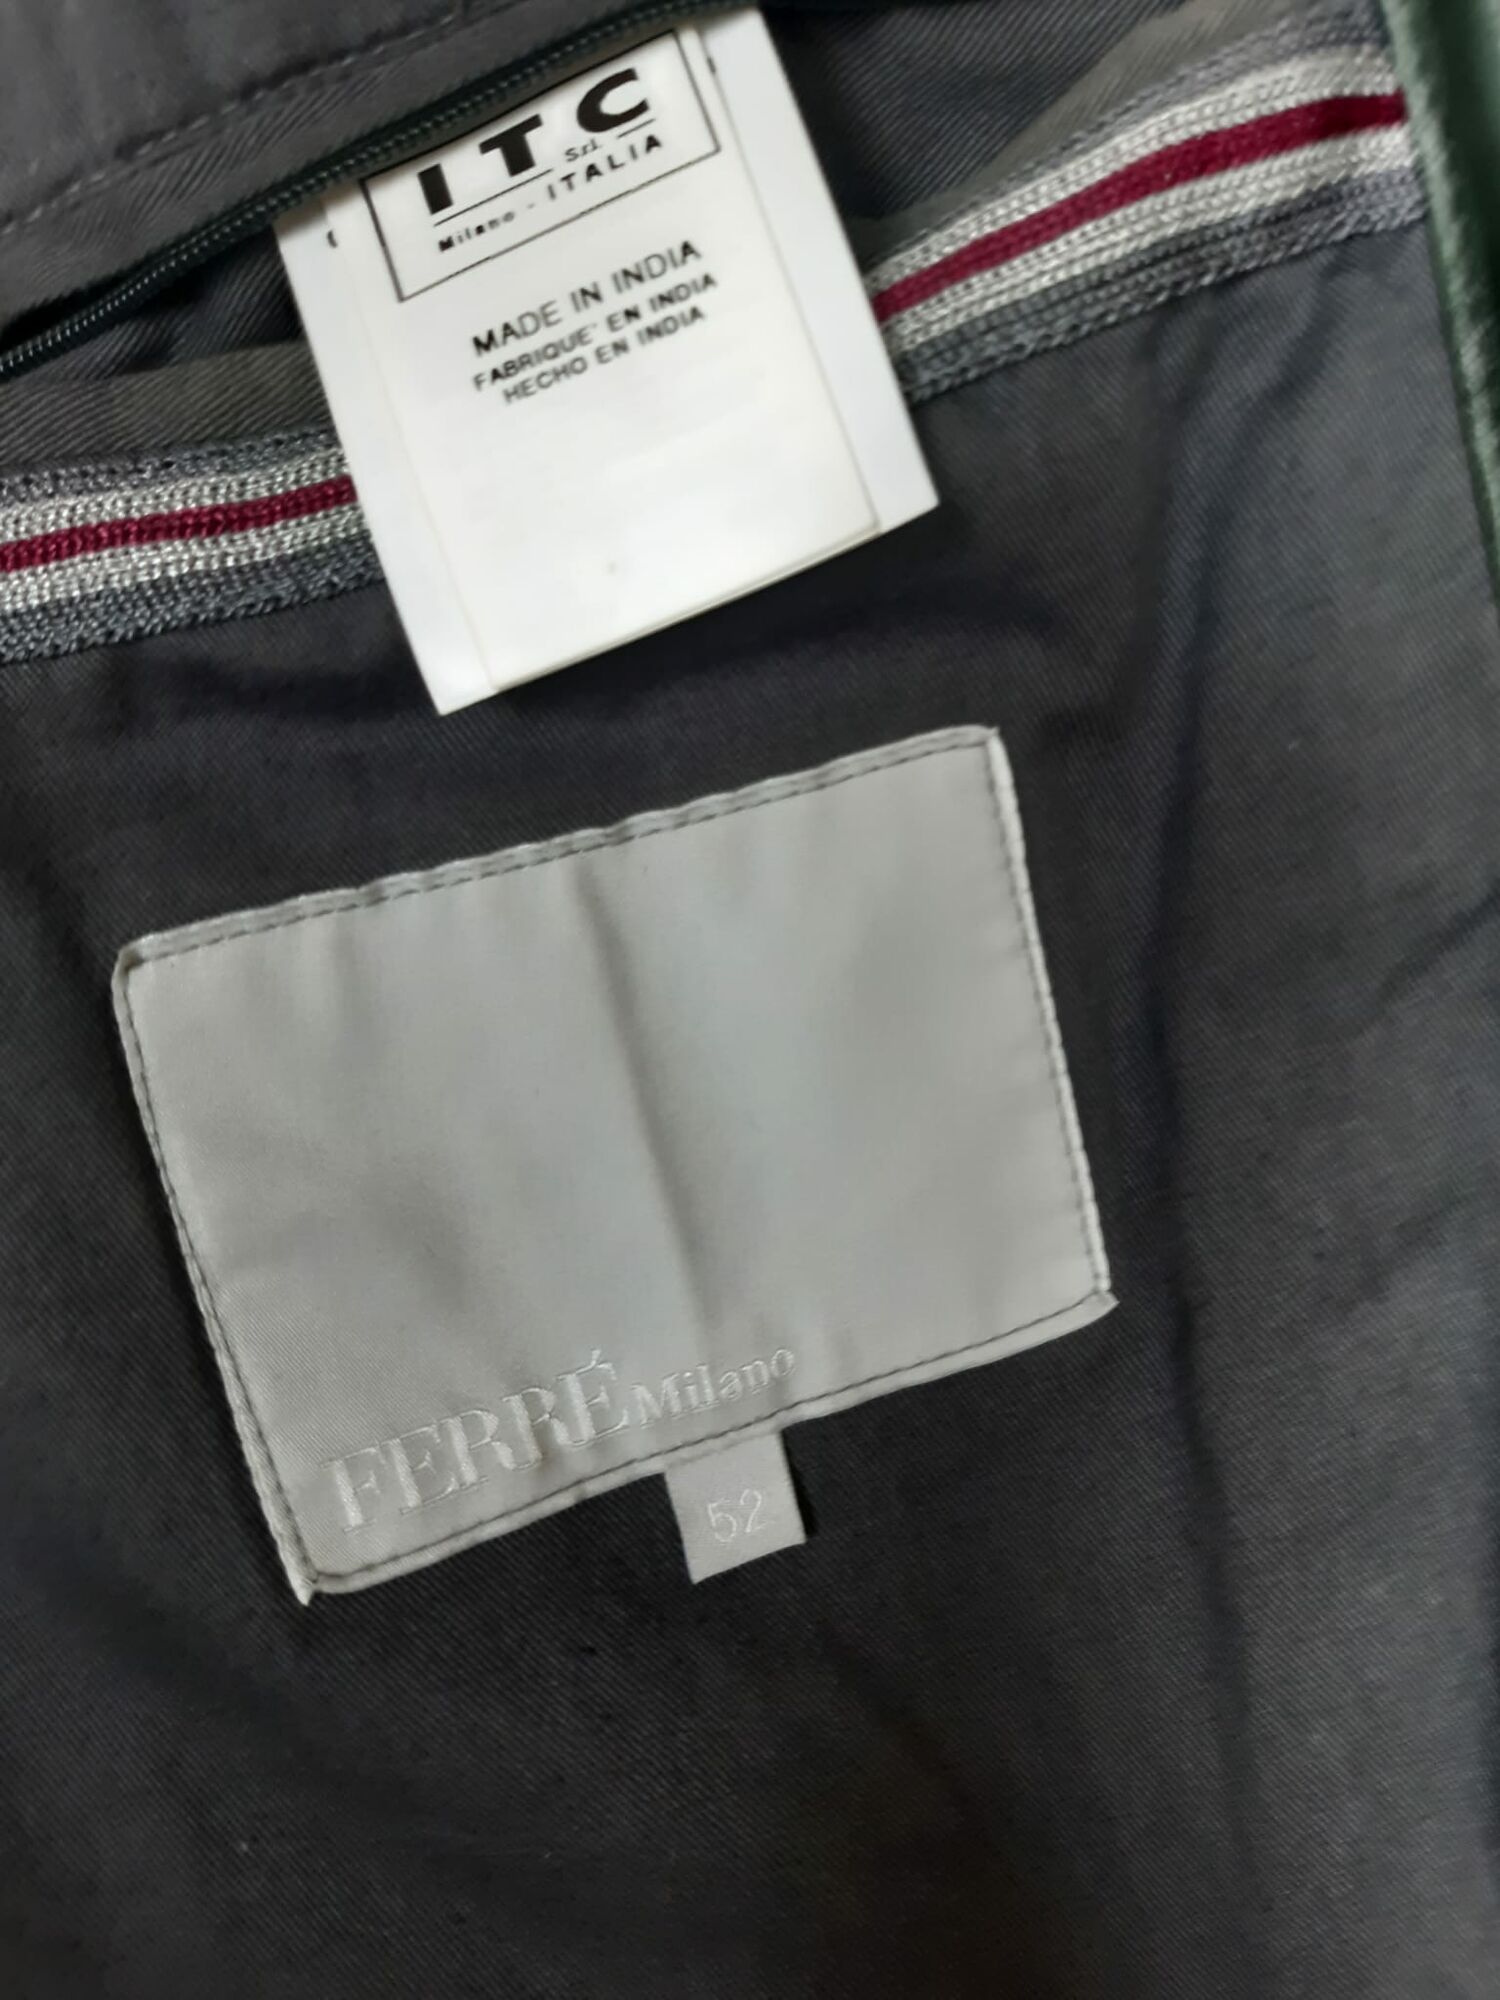 ITC
S.r.l.
Milano - ITALIA
MADE IN INDIA
FABRIQUE' EN INDIA
HECHO EN INDIA
FERRÉ Milano
52